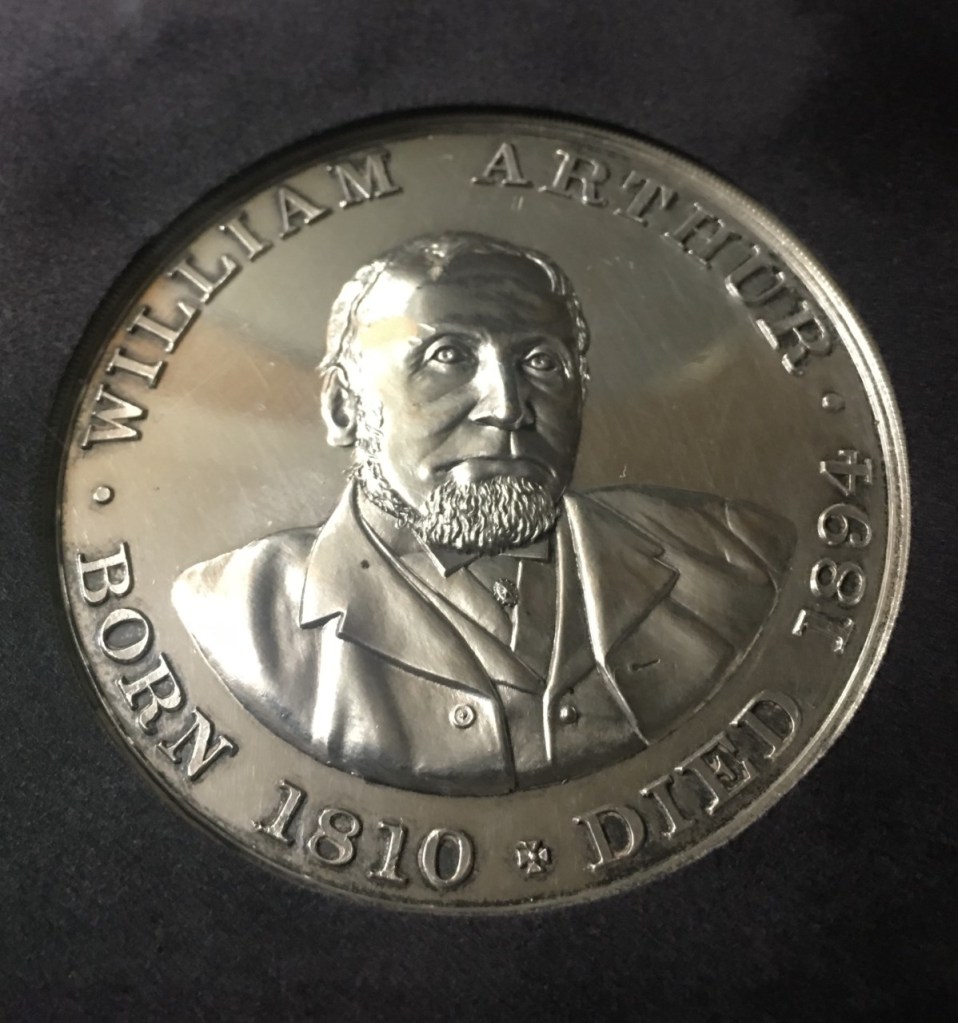 · WILLIAM ARTHUR ·
BORN 1810 ✠ DIED 1894